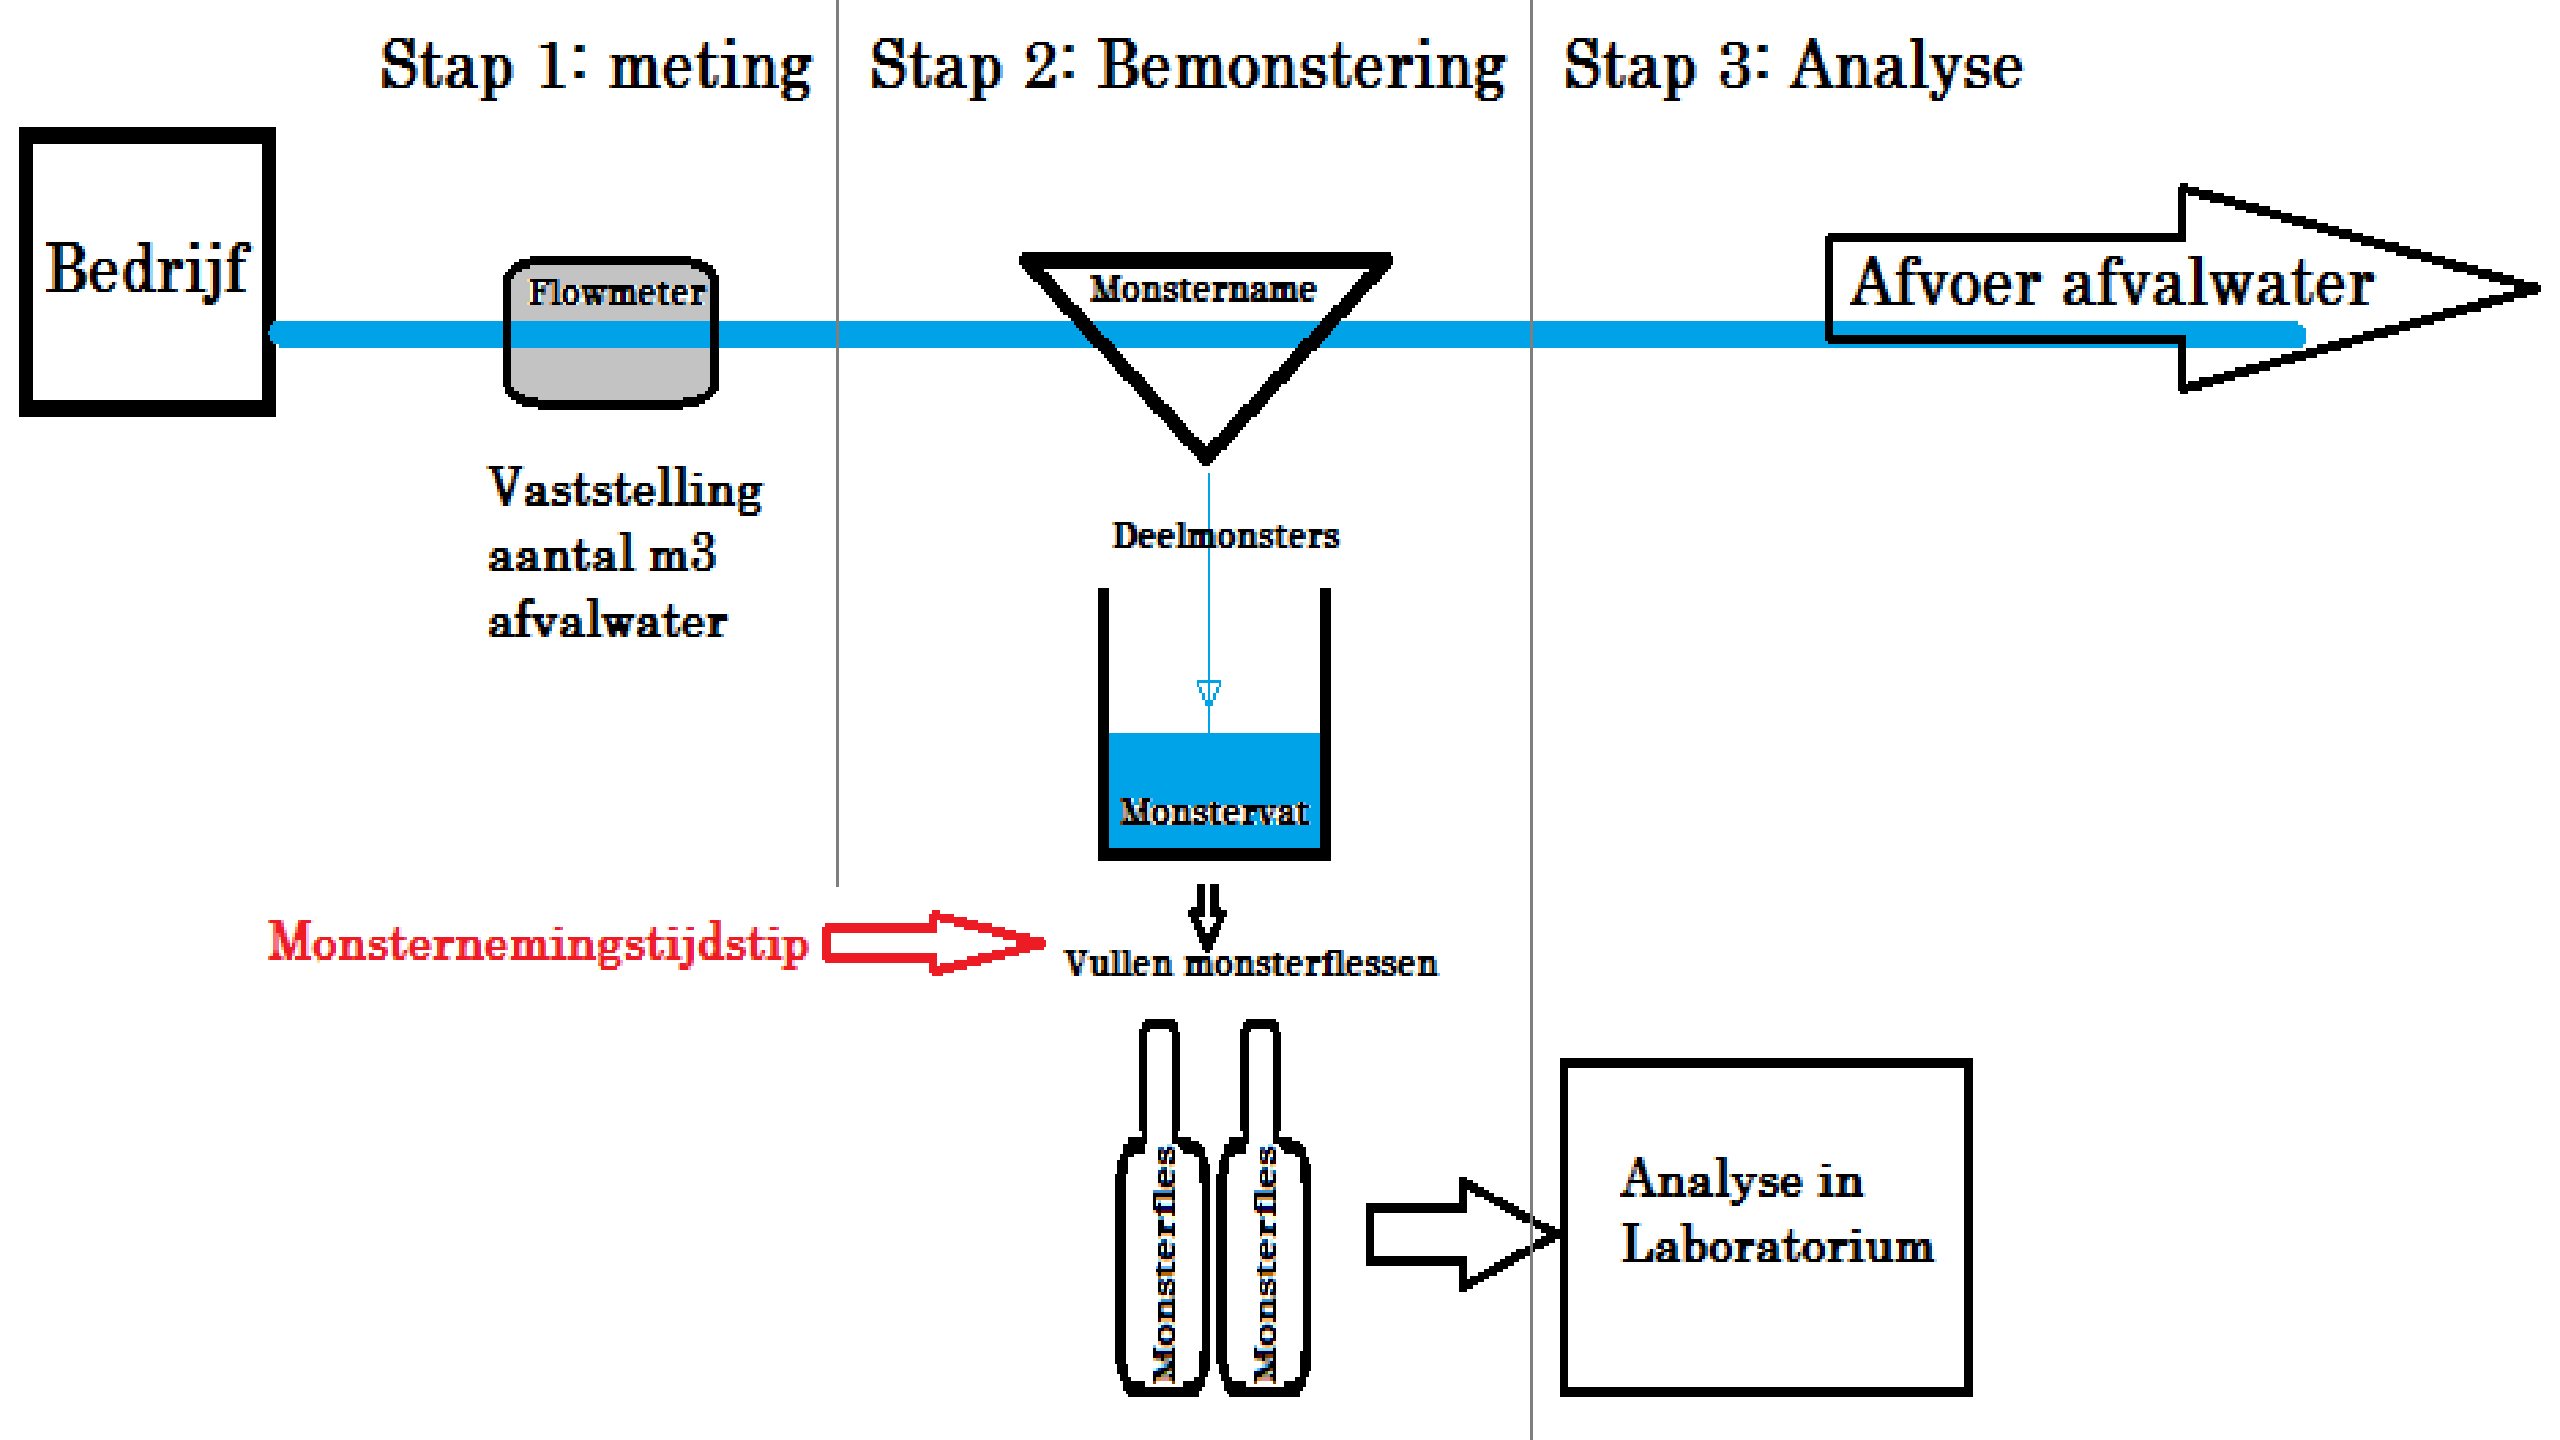 Stap 1: meting
Stap 2: Bemonstering
Stap 3: Analyse
Bedrijf
Flowmeter
Monstername
Afvoer afvalwater
Vaststelling
aantal m3
afvalwater
Deelmonsters
Monstervat
Monsternemingstijdstip
Vullen monsterflessen
Monsterfles
Monsterfles
Analyse in
Laboratorium